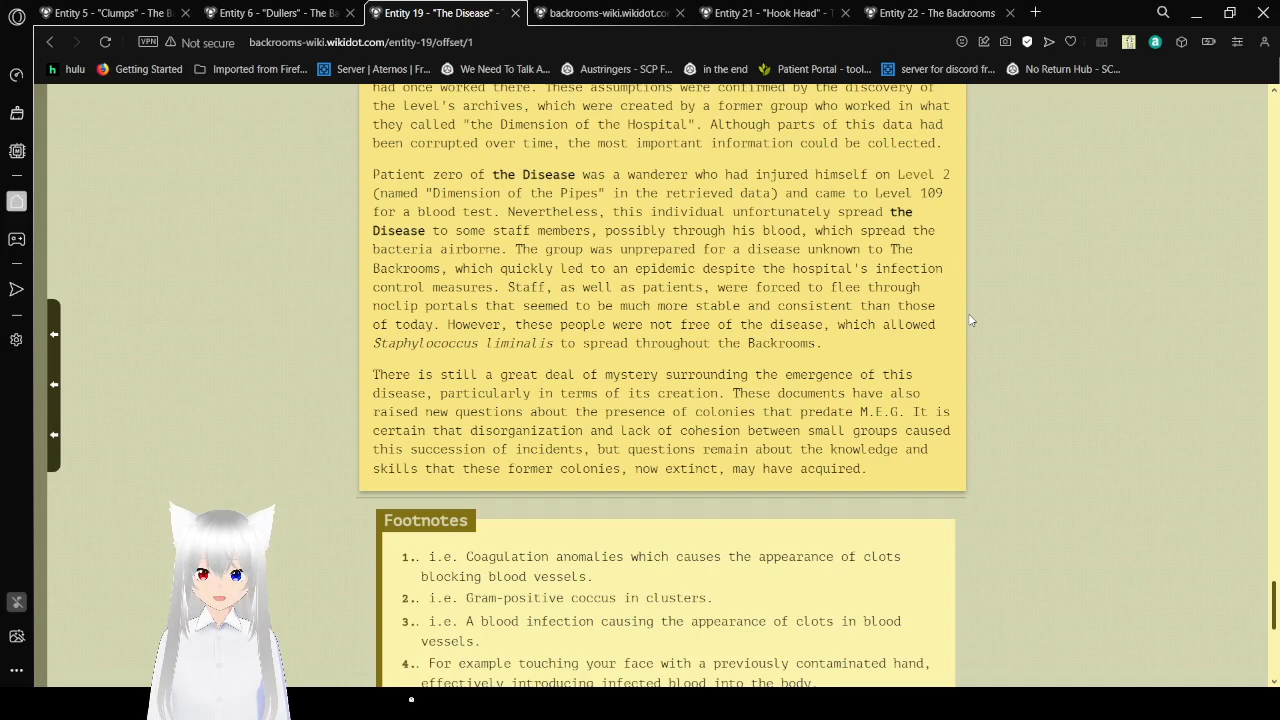 Entity 5 - "Clumps" - The B
Entity 6 - "Dullers" - The Ba
Entity 19 - "The Disease" -
backrooms-wiki.wikidot.co
Entity 21 - "Hook Head" - T
Entity 22 - The Backrooms
VPN Not secure backrooms-wiki.wikidot.com/entity-19/offset/1
hulu
Getting Started
Imported from Firef...
Server | Aternos | Fr...
We Need To Talk A...
Austringers - SCP F...
in the end
Patient Portal - tool...
server for discord fr...
No Return Hub - SC...
had once worked there. These assumptions were confirmed by the discovery of
the level's archives, which were created by a former group who worked in what
they called "the Dimension of the Hospital". Although parts of this data had
been corrupted over time, the most important information could be collected.
Patient zero of the Disease was a wanderer who had injured himself on Level 2
(named "Dimension of the Pipes" in the retrieved data) and came to Level 109
for a blood test. Nevertheless, this individual unfortunately spread the
Disease to some staff members, possibly through his blood, which spread the
bacteria airborne. The group was unprepared for a disease unknown to The
Backrooms, which quickly led to an epidemic despite the hospital's infection
control measures. Staff, as well as patients, were forced to flee through
noclip portals that seemed to be much more stable and consistent than those
of today. However, these people were not free of the disease, which allowed
Staphylococcus liminalis to spread throughout the Backrooms.
There is still a great deal of mystery surrounding the emergence of this
disease, particularly in terms of its creation. These documents have also
raised new questions about the presence of colonies that predate M.E.G. It is
certain that disorganization and lack of cohesion between small groups caused
this succession of incidents, but questions remain about the knowledge and
skills that these former colonies, now extinct, may have acquired.
Footnotes
1.. i.e. Coagulation anomalies which causes the appearance of clots
blocking blood vessels.
2.. i.e. Gram-positive coccus in clusters.
3.. i.e. A blood infection causing the appearance of clots in blood
vessels.
4.. For example touching your face with a previously contaminated hand,
effectively introducing infected blood into the body.